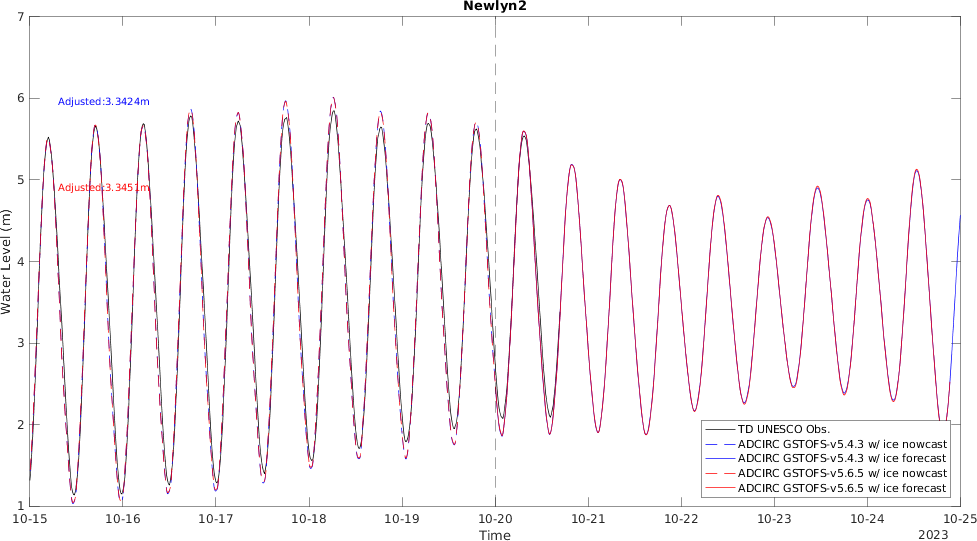 Newlyn2
7
6
5
4
3
2
1
Water Level (m)
Adjusted:3.3424m
Adjusted:3.3451m
TD UNESCO Obs.
ADCIRC GSTOFS-v5.4.3 w/ ice nowcast
ADCIRC GSTOFS-v5.4.3 w/ ice forecast
ADCIRC GSTOFS-v5.6.5 w/ ice nowcast
ADCIRC GSTOFS-v5.6.5 w/ ice forecast
10-15 10-16 10-17 10-18 10-19 10-20 10-21 10-22 10-23 10-24 10-25
Time
2023